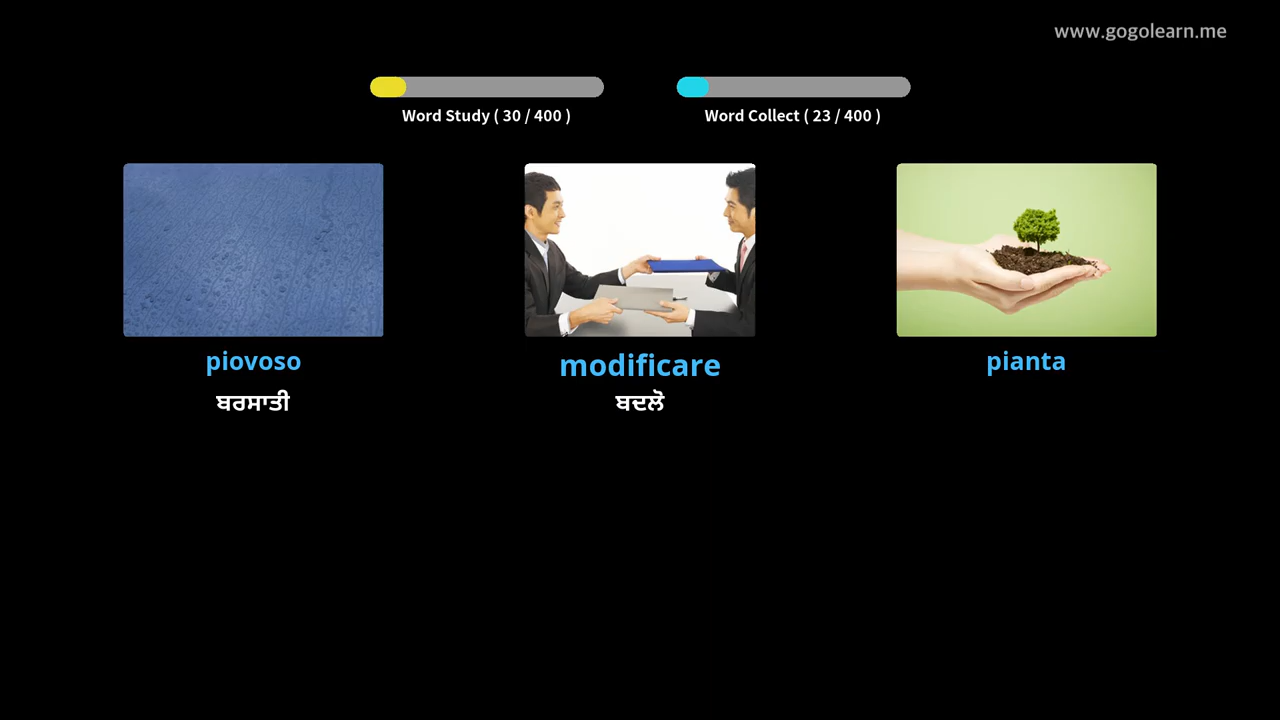 www.gogolearn.me
Word Study ( 30 / 400 )
Word Collect ( 23 / 400 )
piovoso
modificare
pianta
ਬਰਸਾਤੀ
ਬਦਲੋ